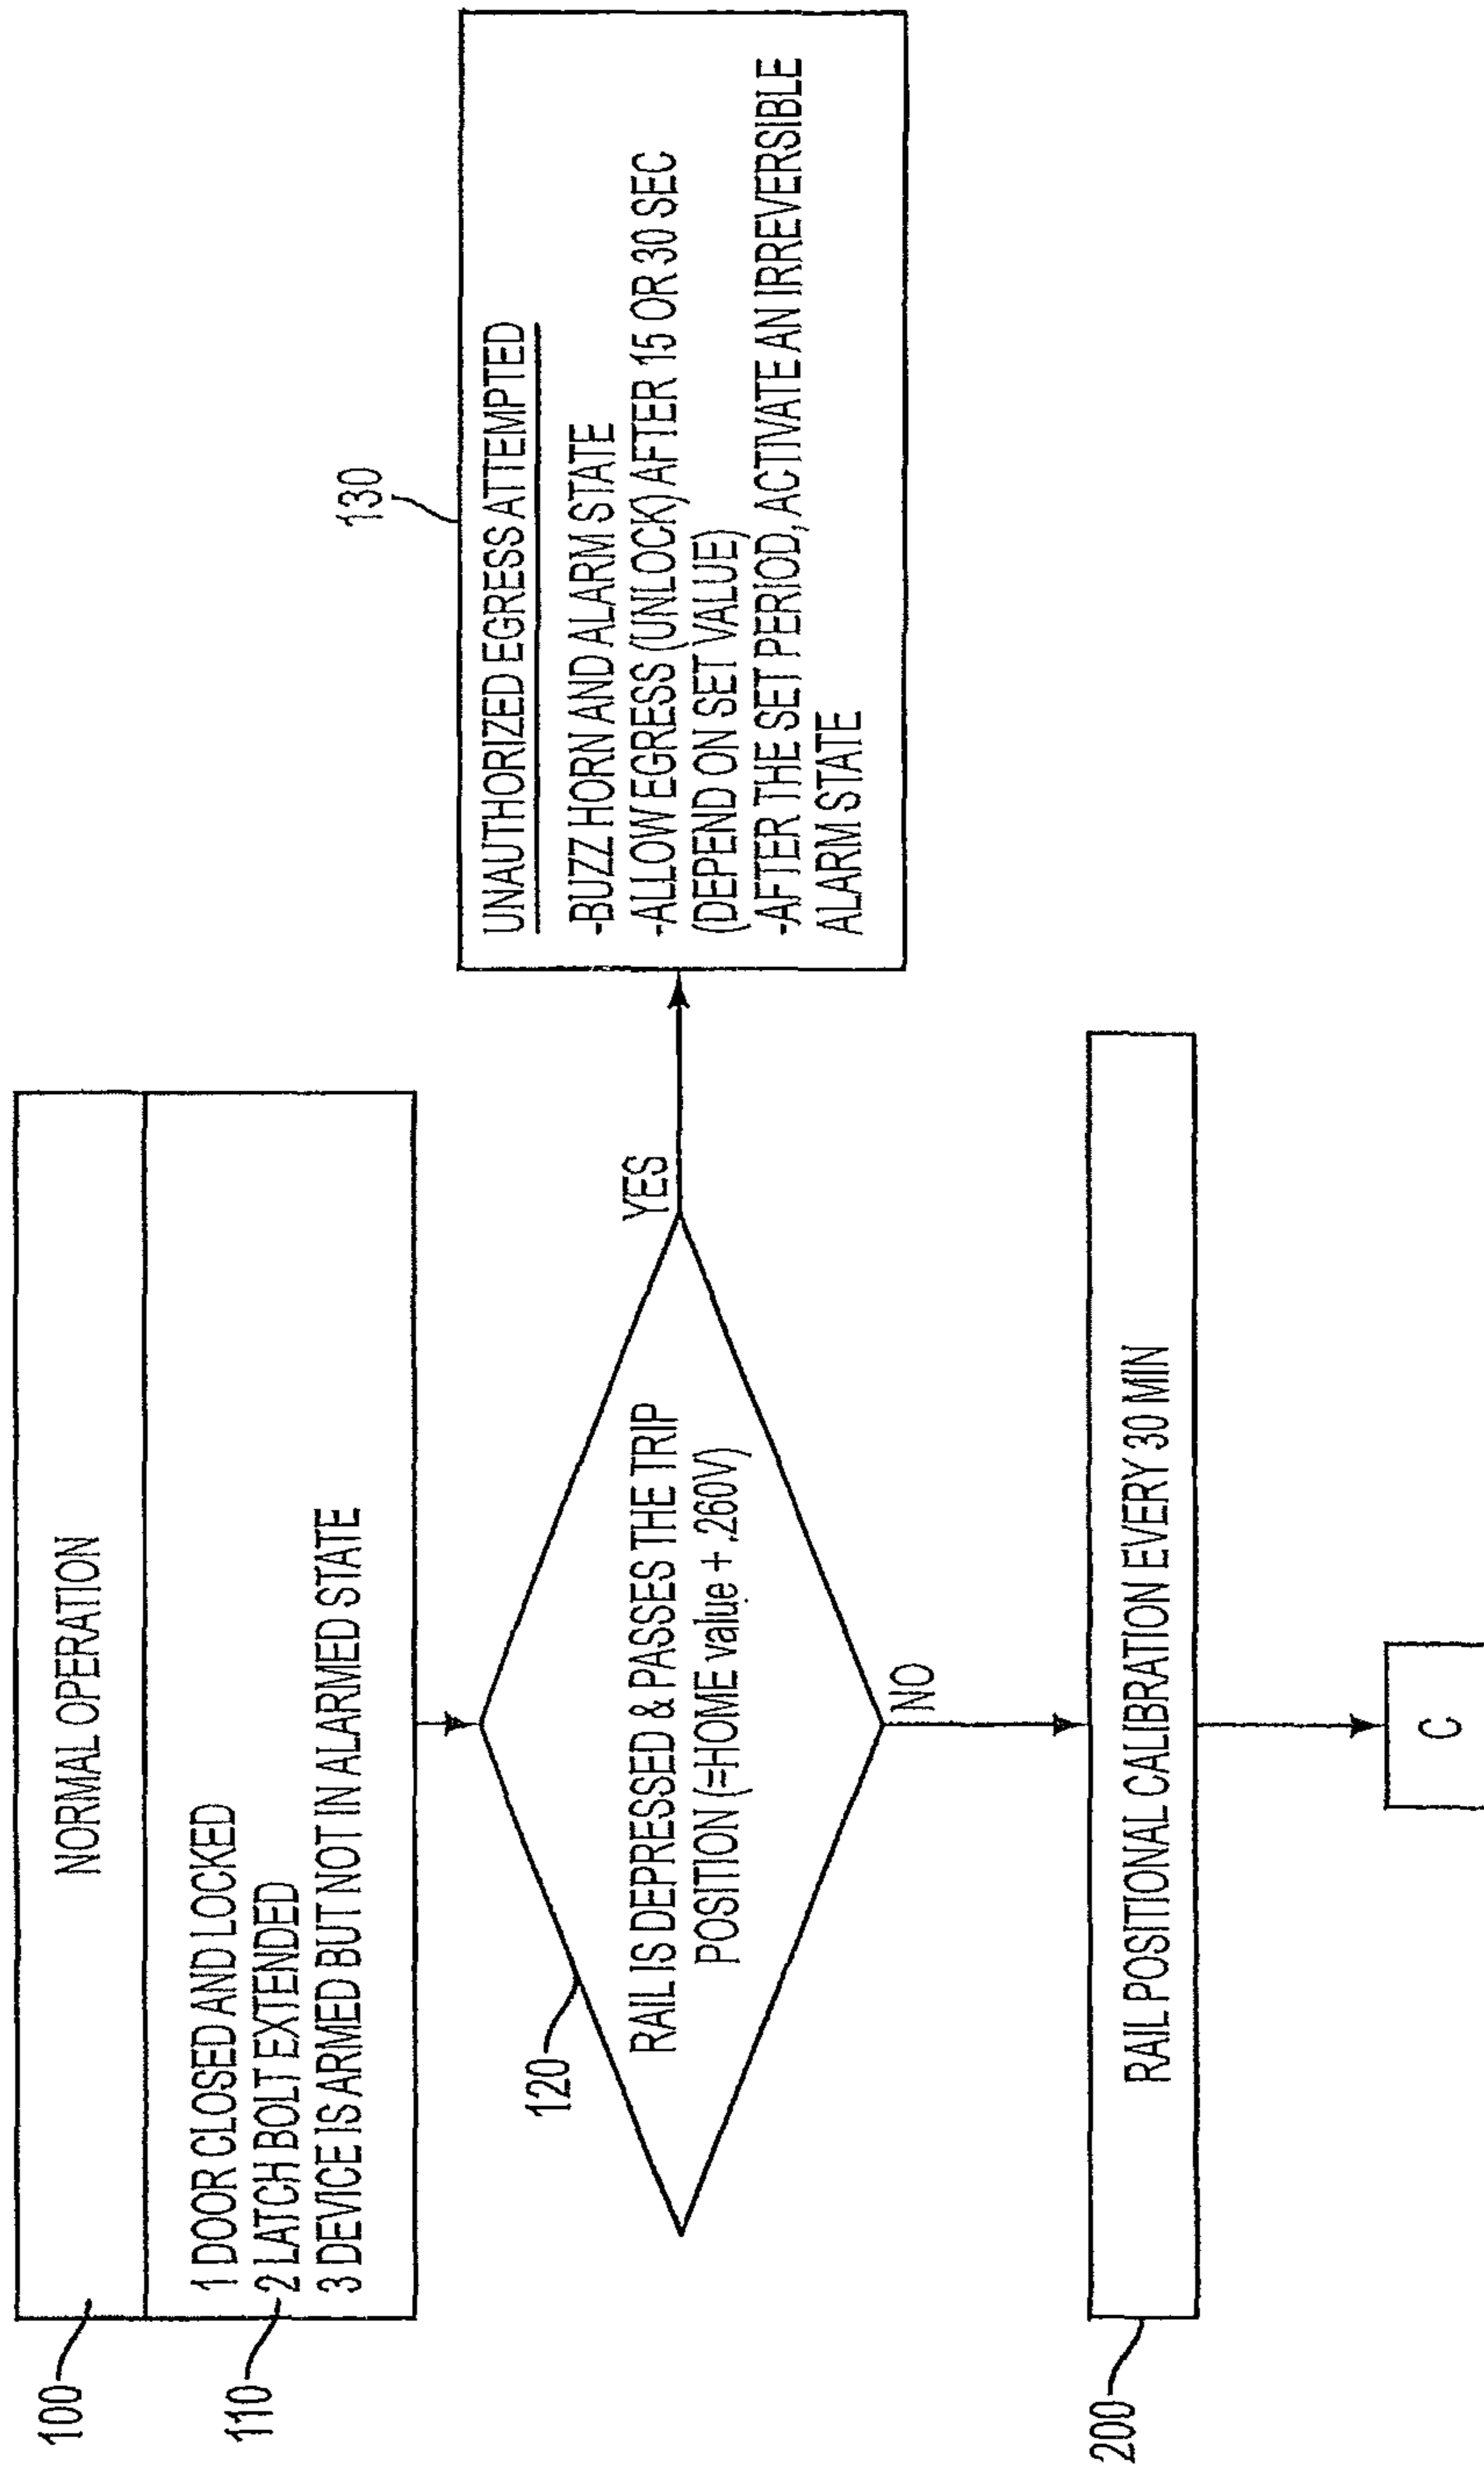 100
NORMAL OPERATION
110
1 DOOR CLOSED AND LOCKED
2 LATCH BOLT EXTENDED
3 DEVICE IS ARMED BUT NOT IN ALARMED STATE
120
RAIL IS DEPRESSED & PASSES THE TRIP
POSITION (=HOME value + .260V)
YES
130
UNAUTHORIZED EGRESS ATTEMPTED
-BUZZ HORN AND ALARM STATE
-ALLOW EGRESS (UNLOCK) AFTER 15 OR 30 SEC
(DEPEND ON SET VALUE)
-AFTER THE SET PERIOD, ACTIVATE AN IRREVERSIBLE
ALARM STATE
NO
200
RAIL POSITIONAL CALIBRATION EVERY 30 MIN
C